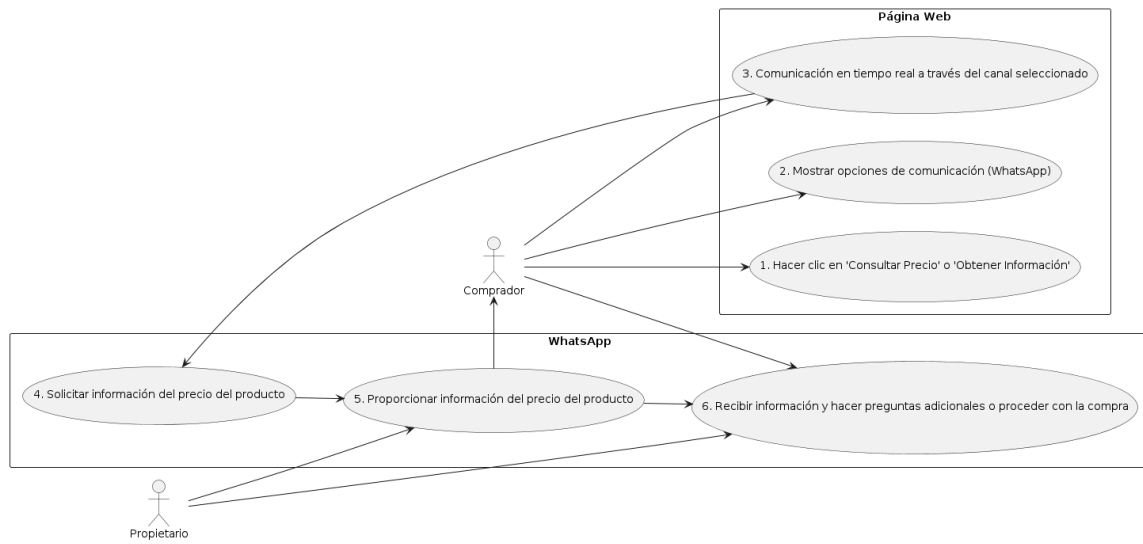 Página Web
3. Comunicación en tiempo real a través del canal seleccionado
2. Mostrar opciones de comunicación (WhatsApp)
1. Hacer clic en 'Consultar Precio' o 'Obtener Información'
Comprador
WhatsApp
4. Solicitar información del precio del producto
5. Proporcionar información del precio del producto
6. Recibir información y hacer preguntas adicionales o proceder con la compra
Propietario